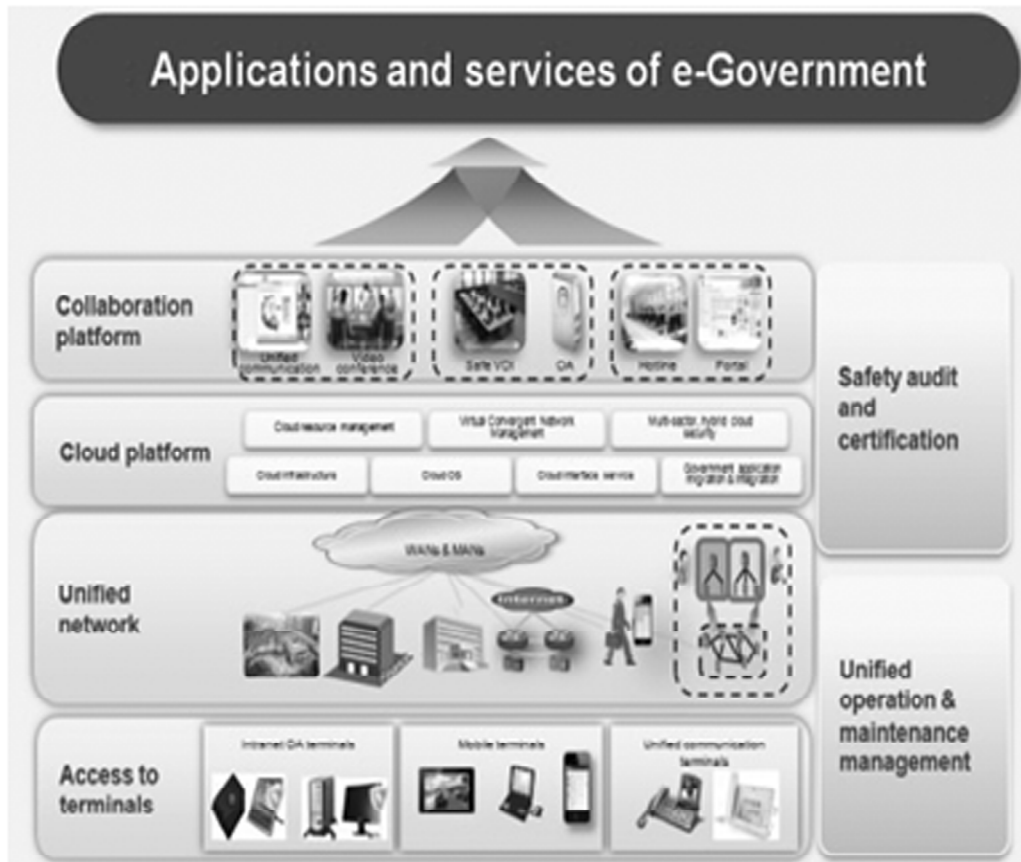 Applications and services of e-Government
Collaboration
platform
Unified
communication
Video
conference
Safe VDI
OA
Hotline
Portal
Safety audit
and
certification
Cloud platform
Cloud resource management
Virtual Convergent Network
Management
Multi-sector, hybrid cloud
security
Cloud infrastructure
Cloud OS
Cloud interface service
Government application
migration & integration
Unified
network
WANs & MANs
Internet
Unified
operation &
maintenance
management
Access to
terminals
Intranet OA terminals
Mobile terminals
Unified communication
terminals